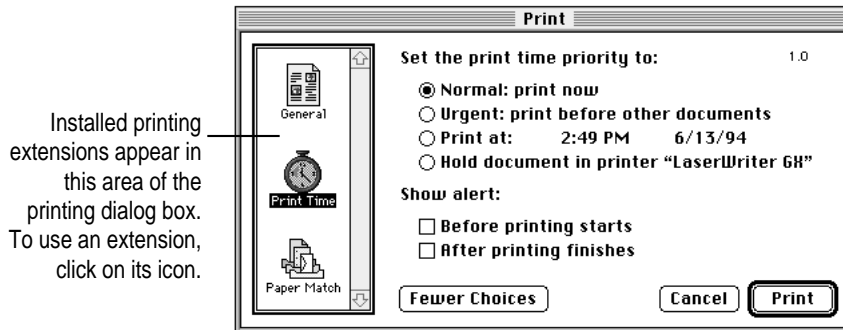 Print
Installed printing
extensions appear in
this area of the
printing dialog box.
To use an extension,
click on its icon.
General
Print Time
Paper Match
Set the print time priority to:
1.0
Normal: print now
Urgent: print before other documents
Print at: 2:49 PM 6/13/94
Hold document in printer “LaserWriter GX”
Show alert:
Before printing starts
After printing finishes
Fewer Choices
Cancel
Print